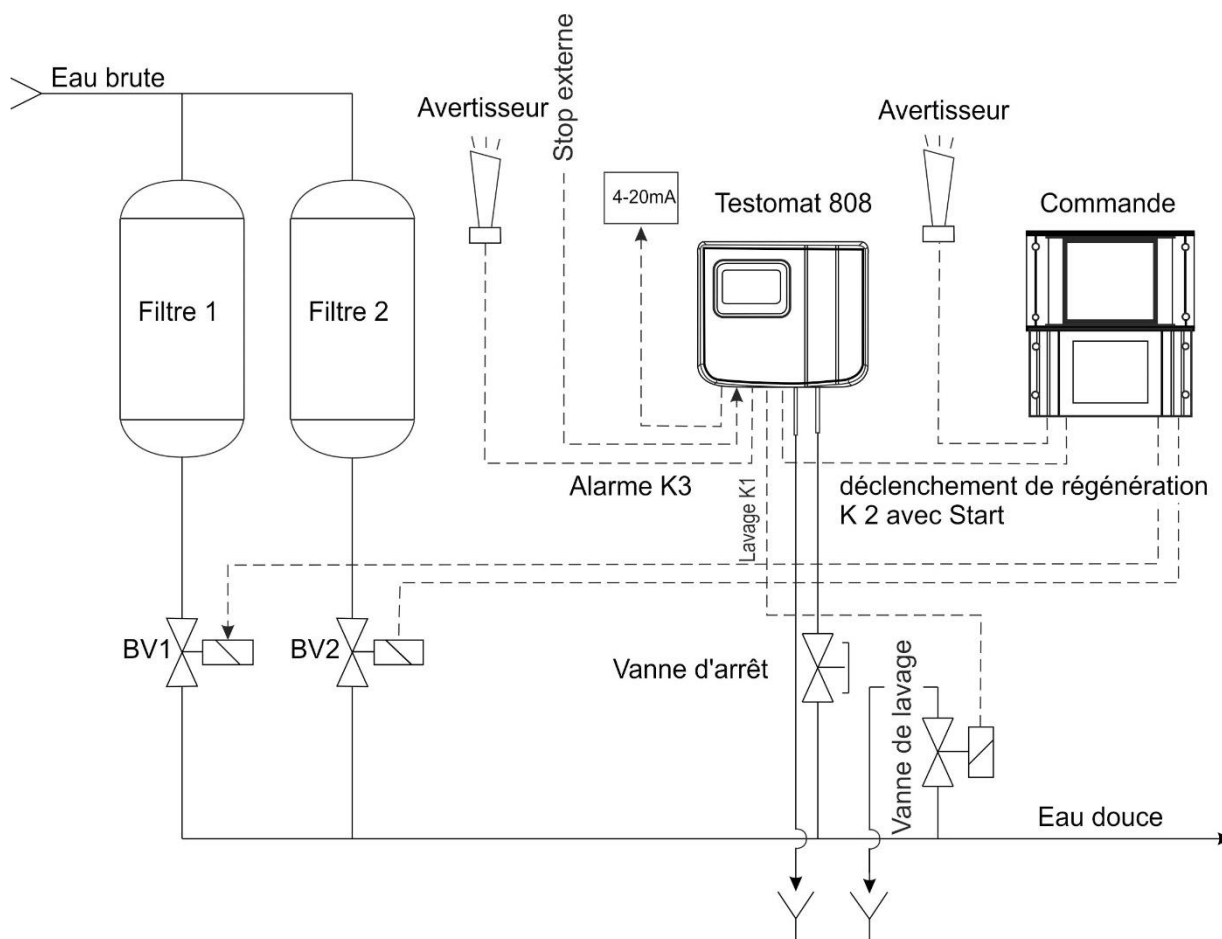 Eau brute
Avertisseur
Stop externe
Avertisseur
4-20mA
Testomat 808
Commande
Filtre 1
Filtre 2
Alarme K3
Lavage K1
déclenchement de régénération
K 2 avec Start
BV1
BV2
Vanne d'arrêt
Vanne de lavage
Eau douce